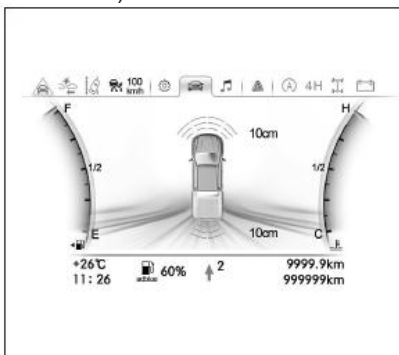 100
km/h
4H
F
H
10cm
1/2
1/2
10cm
E
C
+26℃
adblue
60%
2
9999.9km
11:26
999999km